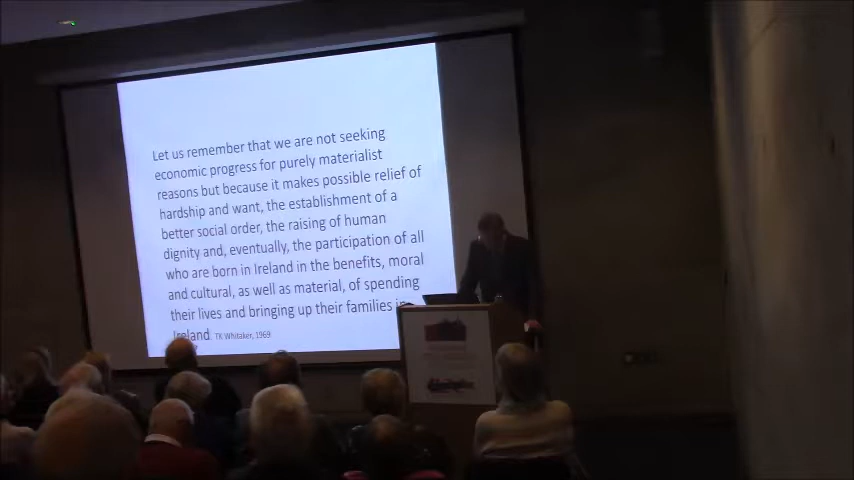 Let us remember that we are not seeking
economic progress for purely materialist
reasons but because it makes possible relief of
hardship and want, the establishment of a
better social order, the raising of human
dignity and, eventually, the participation of all
who are born in Ireland in the benefits, moral
and cultural, as well as material, of spending
their lives and bringing up their families in
Ireland. TK Whitaker, 1969